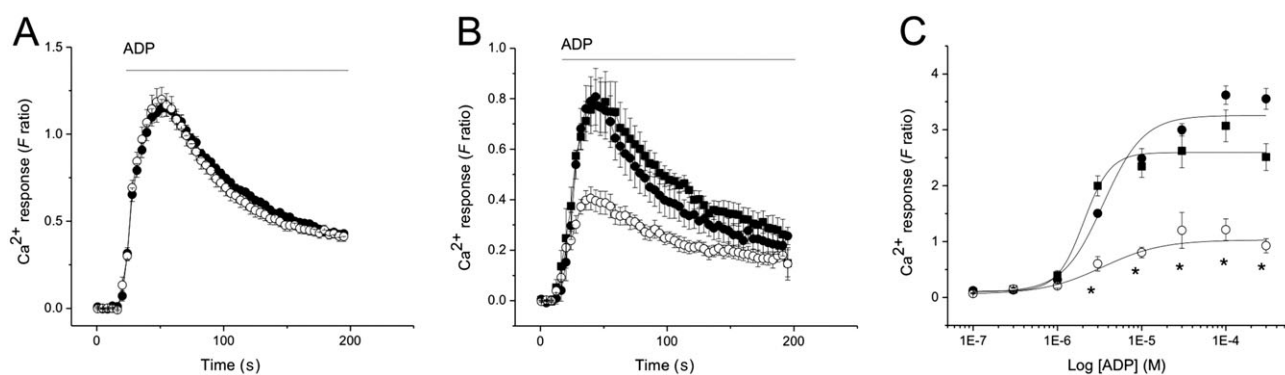 A
ADP
Ca2+ response (F ratio)
1.5
1.0
0.5
0.0
0
100
200
Time (s)
B
ADP
Ca2+ response (F ratio)
1.0
0.8
0.6
0.4
0.2
0.0
0
100
200
Time (s)
C
Ca2+ response (F ratio)
4
3
2
1
0
* * * * *
1E-7
1E-6
1E-5
1E-4
Log [ADP] (M)